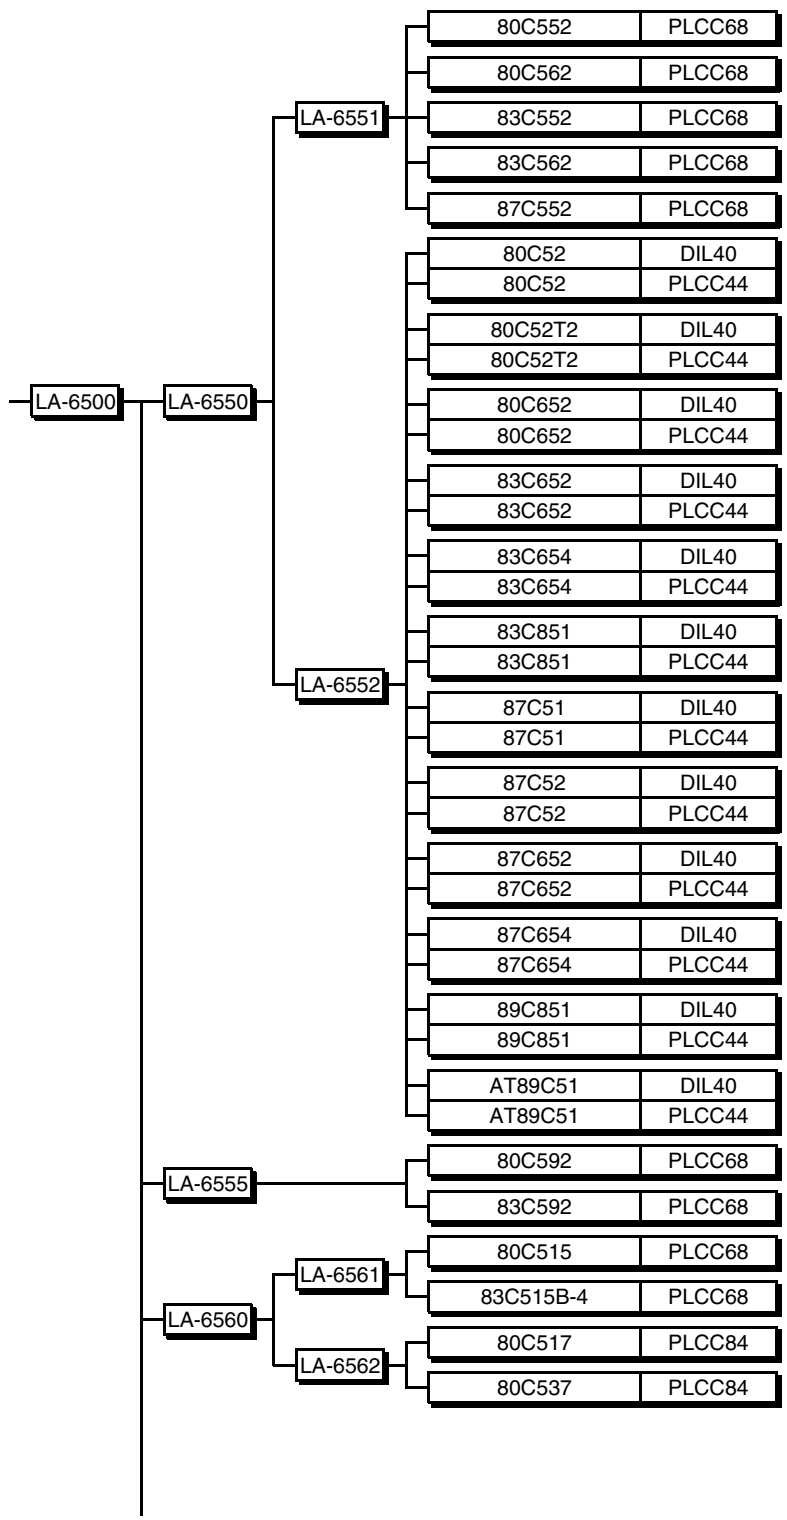 80C552 PLCC68
80C562 PLCC68
LA-6551 83C552 PLCC68
83C562 PLCC68
87C552 PLCC68
80C52 DIL40
80C52 PLCC44
80C52T2 DIL40
80C52T2 PLCC44
LA-6500 LA-6550 80C652 DIL40
80C652 PLCC44
83C652 DIL40
83C652 PLCC44
83C654 DIL40
83C654 PLCC44
83C851 DIL40
83C851 PLCC44
LA-6552
87C51 DIL40
87C51 PLCC44
87C52 DIL40
87C52 PLCC44
87C652 DIL40
87C652 PLCC44
87C654 DIL40
87C654 PLCC44
89C851 DIL40
89C851 PLCC44
AT89C51 DIL40
AT89C51 PLCC44
80C592 PLCC68
LA-6555
83C592 PLCC68
80C515 PLCC68
LA-6561
83C515B-4 PLCC68
LA-6560
80C517 PLCC84
LA-6562
80C537 PLCC84